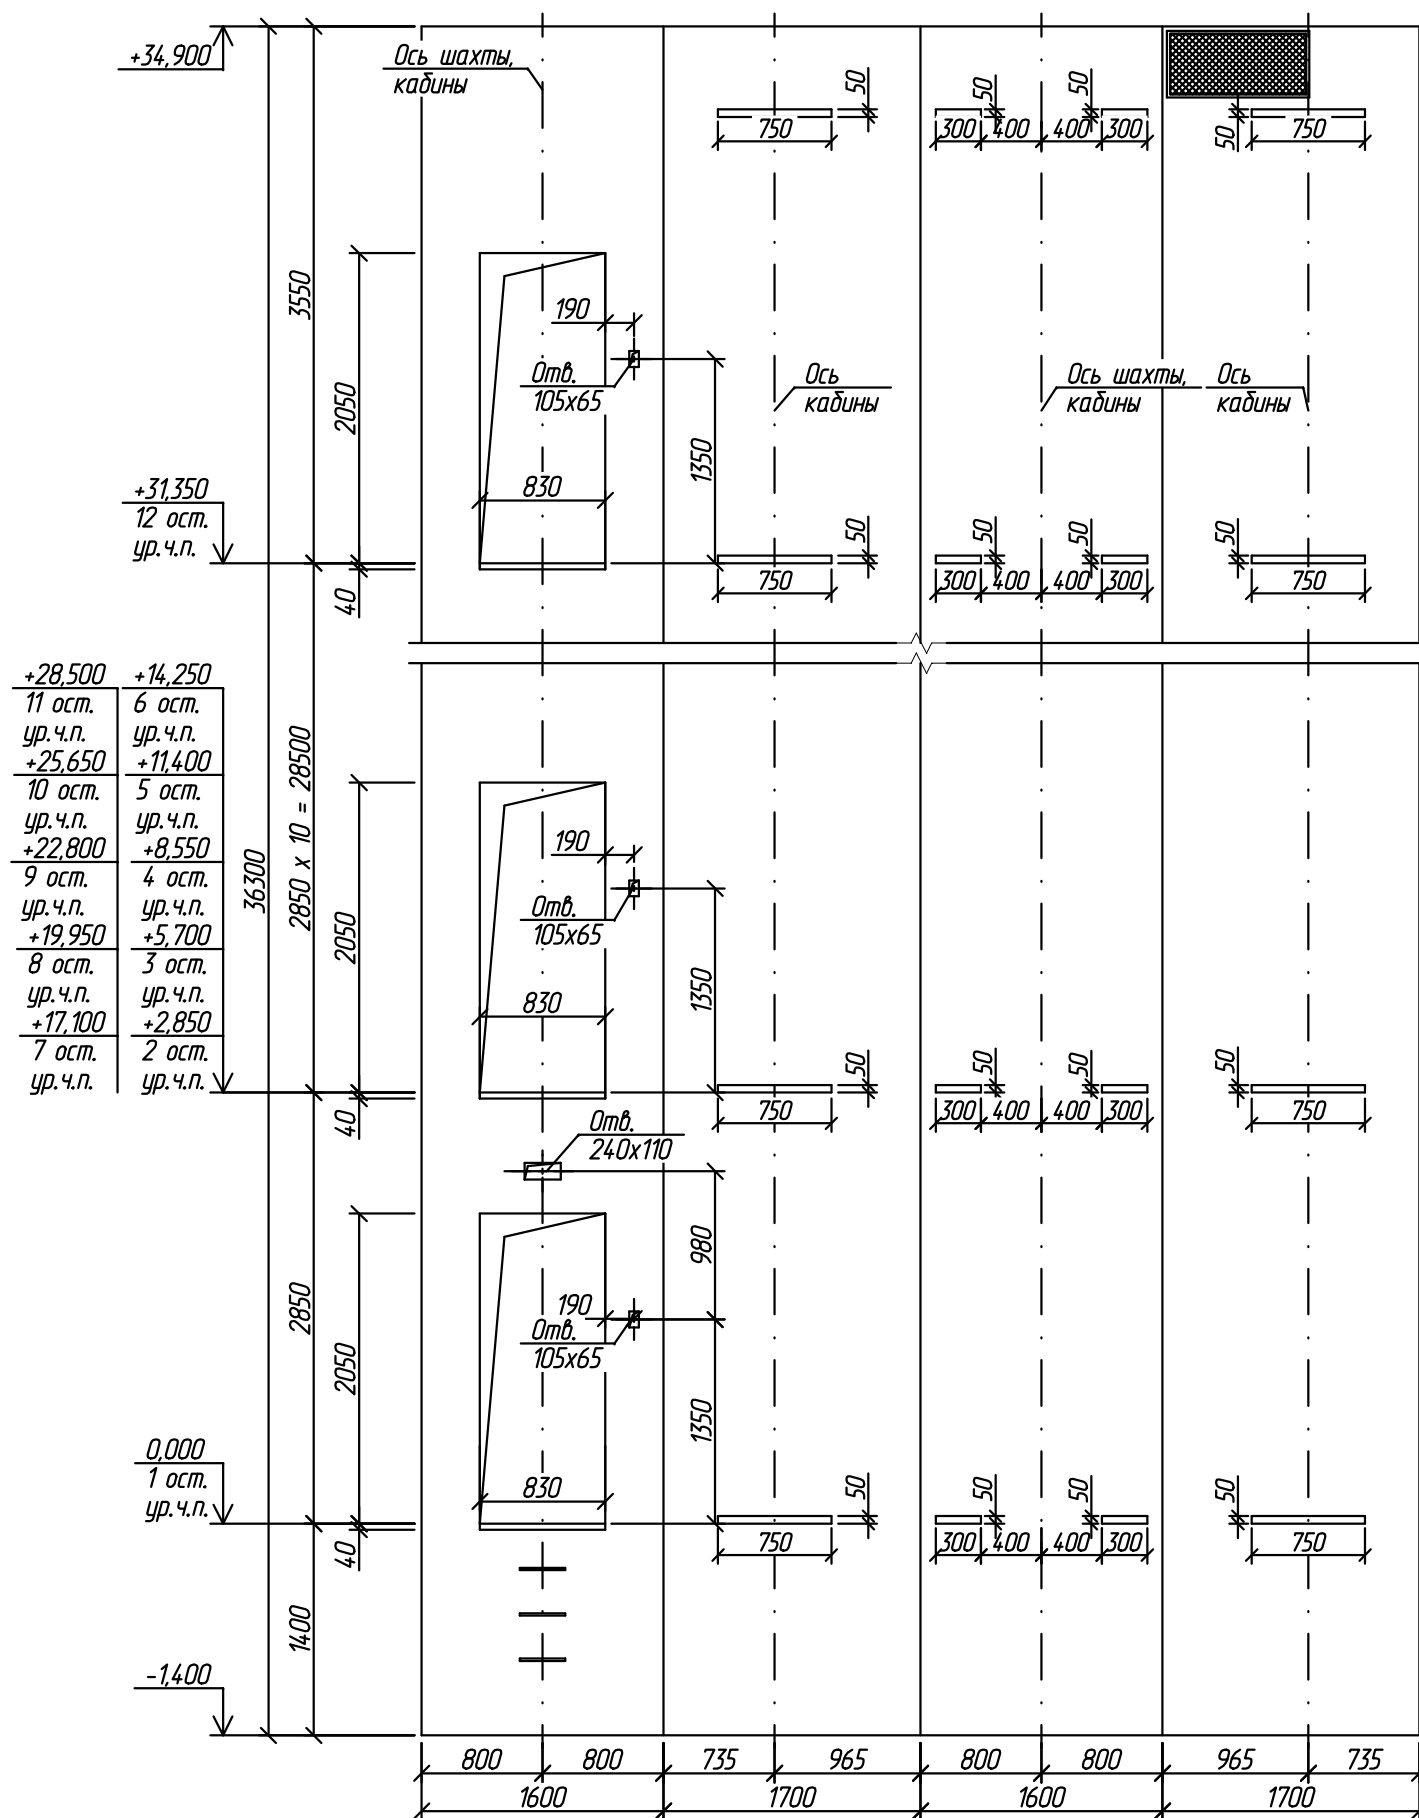 +34,900
Ось шахты,
кабины
50
50
50
50
750
300 400 400 300
750
3550
2050
190
Отв.
105х65
1350
Ось
кабины
Ось шахты,
кабины
Ось
кабины
830
+31,350
12 ост.
ур.ч.п.
50
50
50
50
750
300 400 400 300
750
40
+28,500
11 ост.
ур.ч.п.
+25,650
10 ост.
ур.ч.п.
+22,800
9 ост.
ур.ч.п.
+19,950
8 ост.
ур.ч.п.
+17,100
7 ост.
ур.ч.п.
+14,250
6 ост.
ур.ч.п.
+11,400
5 ост.
ур.ч.п.
+8,550
4 ост.
ур.ч.п.
+5,700
3 ост.
ур.ч.п.
+2,850
2 ост.
ур.ч.п.
36300
2850 х 10 = 28500
2050
190
Отв.
105х65
1350
830
50
50
50
50
750
300 400 400 300
750
40
Отв.
240х110
980
2850
2050
190
Отв.
105х65
1350
830
0,000
1 ост.
ур.ч.п.
50
50
50
50
750
300 400 400 300
750
40
1400
-1,400
800 800 735 965 800 800 965 735
1600 1700 1600 1700